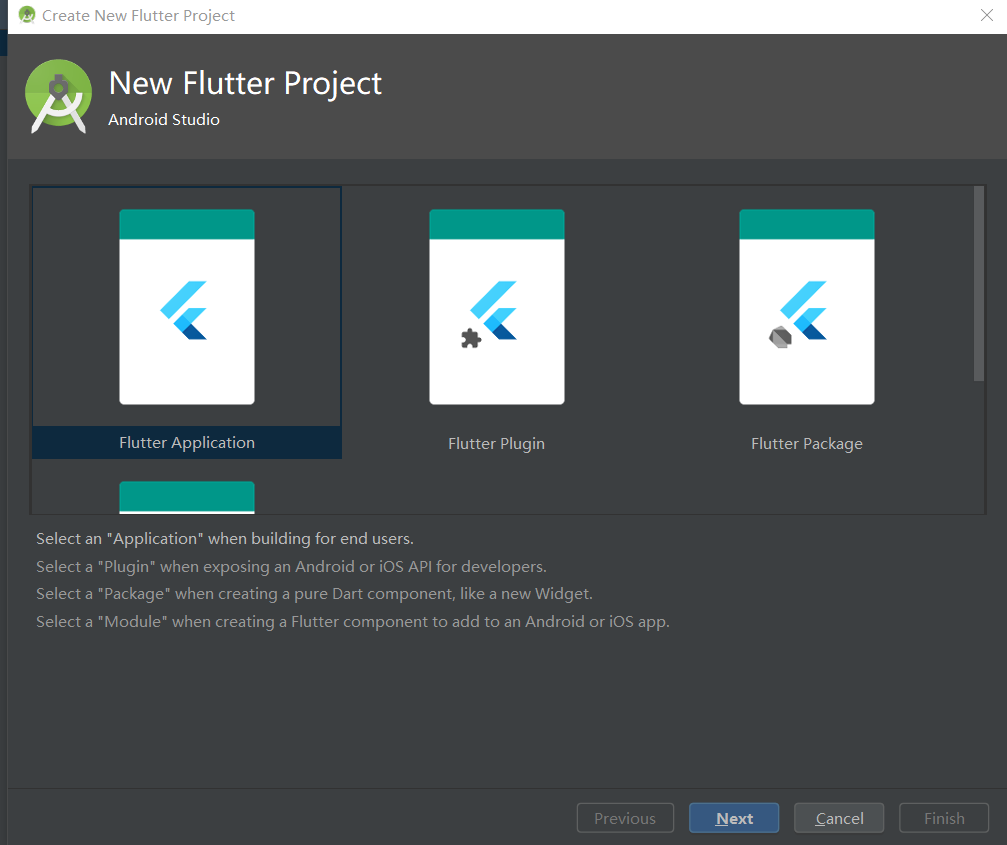 Create New Flutter Project
New Flutter Project
Android Studio
Flutter Application
Flutter Plugin
Flutter Package
Select an "Application" when building for end users.
Select a "Plugin" when exposing an Android or iOS API for developers.
Select a "Package" when creating a pure Dart component, like a new Widget.
Select a "Module" when creating a Flutter component to add to an Android or iOS app.
Previous
Next
Cancel
Finish